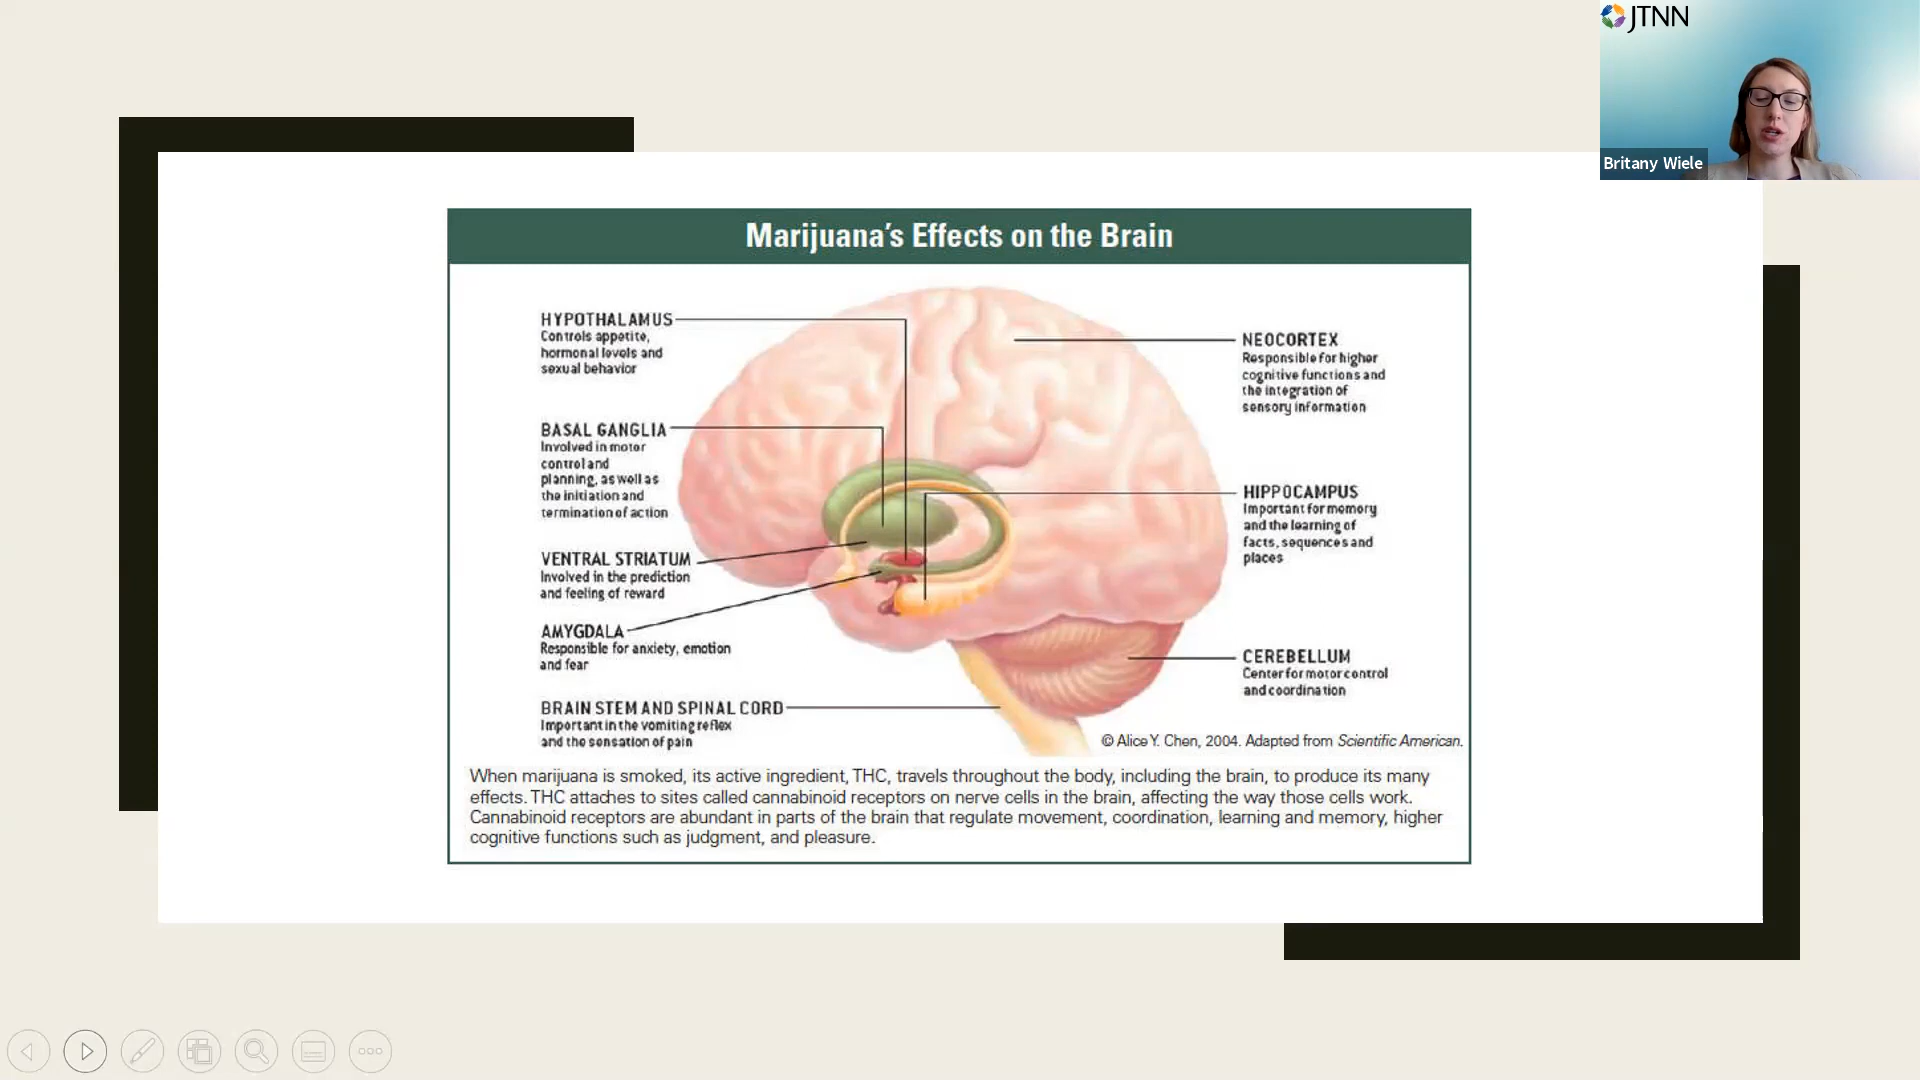 JTNN
Britany Wiele
Marijuana's Effects on the Brain
HYPOTHALAMUS
Controls appetite,
hormonal levels and
sexual behavior
BASAL GANGLIA
Involved in motor
control and
planning, as well as
the initiation and
termination of action
VENTRAL STRIATUM
Involved in the prediction
and feeling of reward
AMYGDALA
Responsible for anxiety, emotion
and fear
BRAIN STEM AND SPINAL CORD
Important in the vomiting reflex
and the sensation of pain
NEOCORTEX
Responsible for higher
cognitive functions and
the integration of
sensory information
HIPPOCAMPUS
Important for memory
and the learning of
facts, sequences and
places
CEREBELLUM
Center for motor control
and coordination
© Alice Y. Chen, 2004. Adapted from Scientific American.
When marijuana is smoked, its active ingredient, THC, travels throughout the body, including the brain, to produce its many
effects. THC attaches to sites called cannabinoid receptors on nerve cells in the brain, affecting the way those cells work.
Cannabinoid receptors are abundant in parts of the brain that regulate movement, coordination, learning and memory, higher
cognitive functions such as judgment, and pleasure.